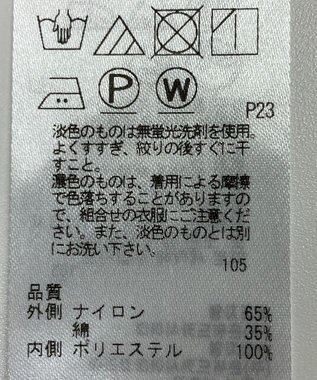 P
W
P23
淡色のものは無蛍光洗剤を使用。
よくすすぎ、絞りの後すぐに干
すこと。
濃色のものは、着用による摩擦
で色落ちすることがありますの
で、組合せの衣服にご注意くだ
さい。また、淡色のものとは別
にお洗い下さい。
105
品質
外側 ナイロン 65%
綿 35%
内側 ポリエステル 100%